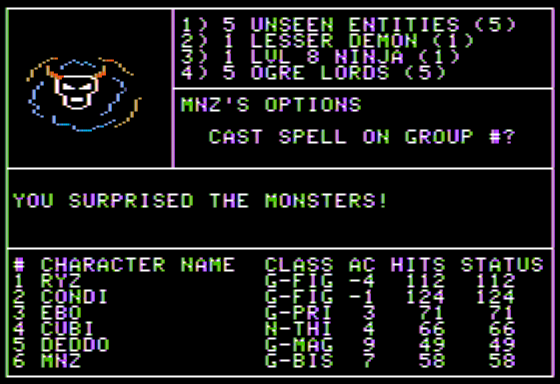 1) 5 UNSEEN ENTITIES (5)
2) 1 LESSER DEMON (1)
3) 1 LVL 8 NINJA (1)
4) 5 OGRE LORDS (5)
MNZ'S OPTIONS
CAST SPELL ON GROUP #?
YOU SURPRISED THE MONSTERS!
# CHARACTER NAME CLASS AC HITS STATUS
1 RYZ G-FIG -4 112 112
2 CONDI G-FIG -1 124 124
3 EBO G-PRI 3 71 71
4 CUBI N-THI 4 66 66
5 DEDDO G-MAG 9 49 49
6 MNZ G-BIS 7 58 58